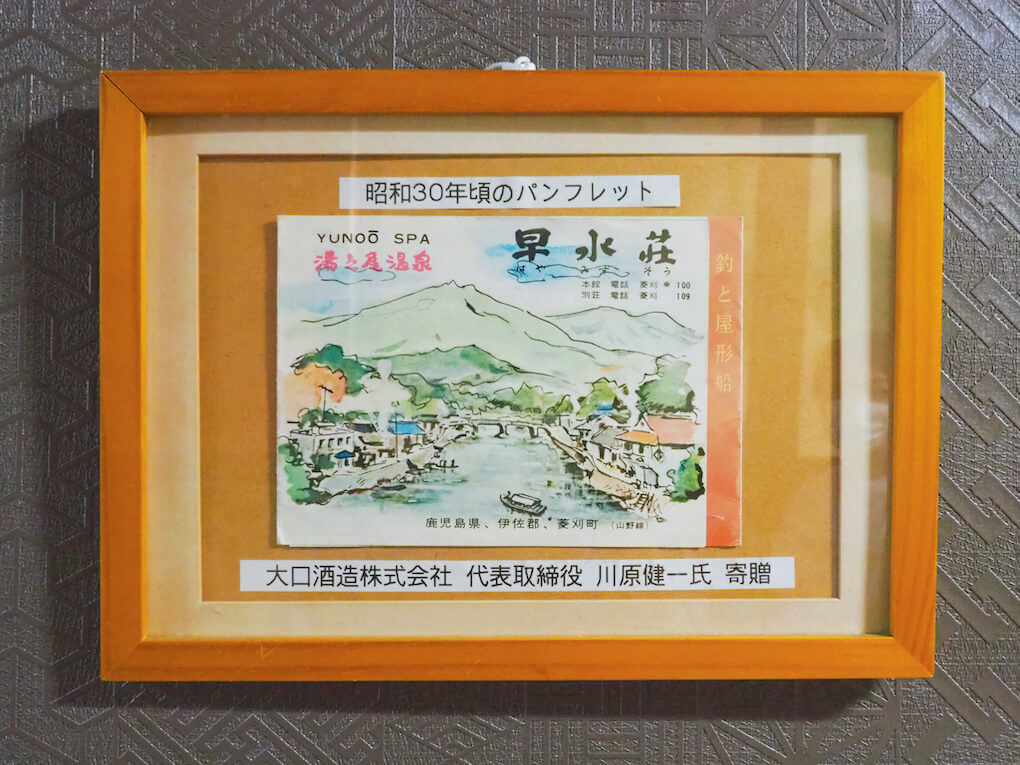 昭和30年頃のパンフレット
YUNOŌ SPA
湯之尾温泉
早水荘
はやみずそう
本館 電話 菱刈 100
別荘 電話 菱刈 109
釣と屋形船
鹿児島県、伊佐郡、菱刈町 (山野線)
大口酒造株式会社 代表取締役 川原健一氏 寄贈